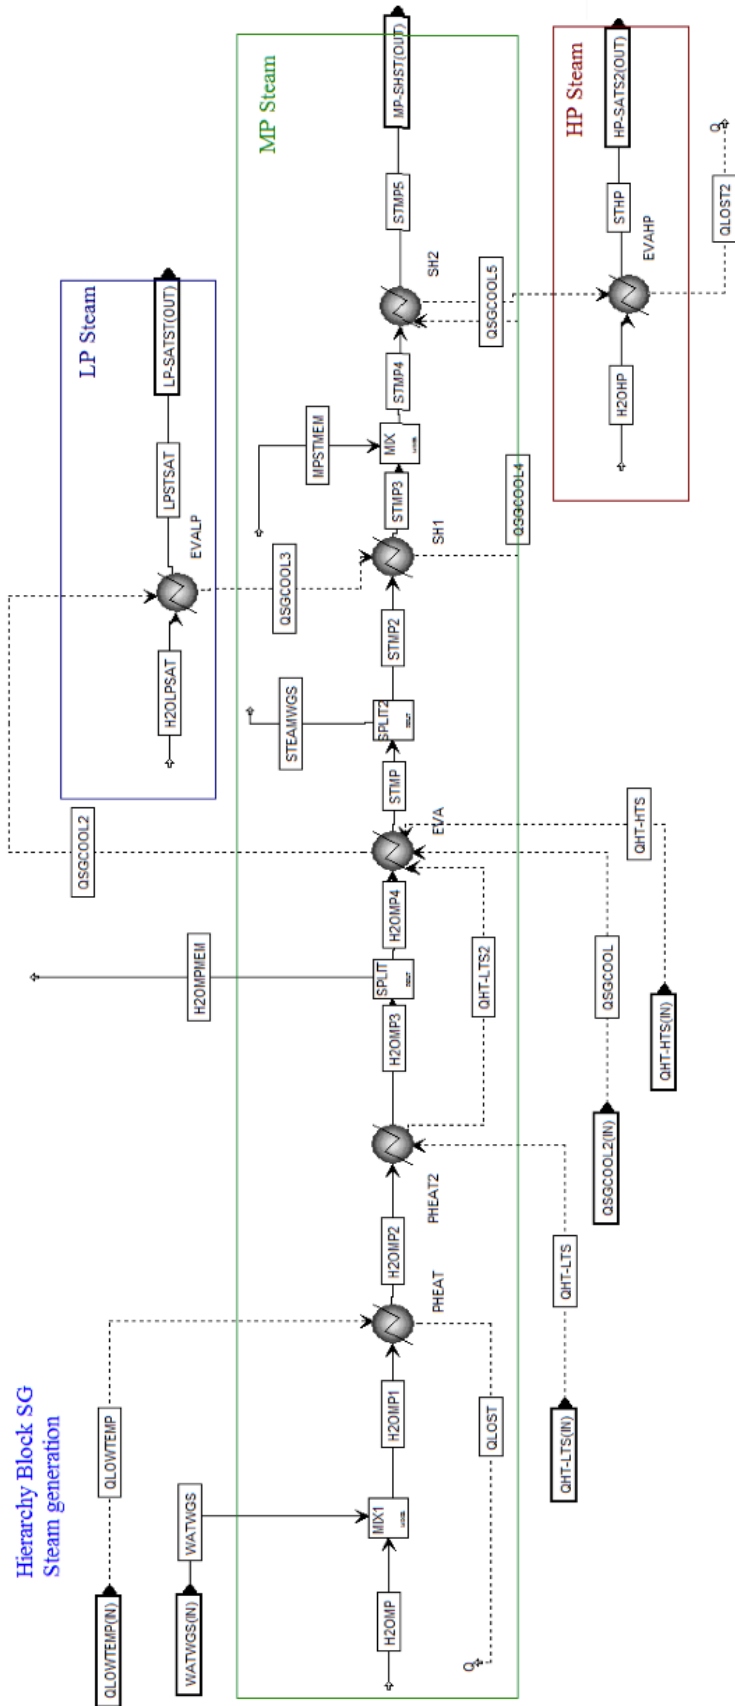 Hierarchy Block SG
Steam generation
QLOWTEMP(IN)
QLOWTEMP
WATWGS(IN)
WATWGS
H2OMPMEM
QSGCOOL2
LP Steam
H2OLPSAT
EVALP
LPSTSAT
LP-SATST(OUT)
MP Steam
STEAMWGS
QSGCOOL3
MPSTMEM
H2OMP
MIX1
H2OMP1
PHEAT
H2OMP2
PHEAT2
H2OMP3
SPLIT
H2OMP4
EVA
STMP
SPLIT2
STMP2
SH1
STMP3
MIX
STMP4
SH2
STMP5
MP-SHST(OUT)
Q
QLOST
QHT-LTS2
QSGCOOL5
QSGCOOL4
QHT-LTS(IN)
QHT-LTS
QSGCOOL2(IN)
QSGCOOL
QHT-HTS(IN)
QHT-HTS
HP Steam
H2OHP
EVAHP
STHP
HP-SATS2(OUT)
QLOST2
Q